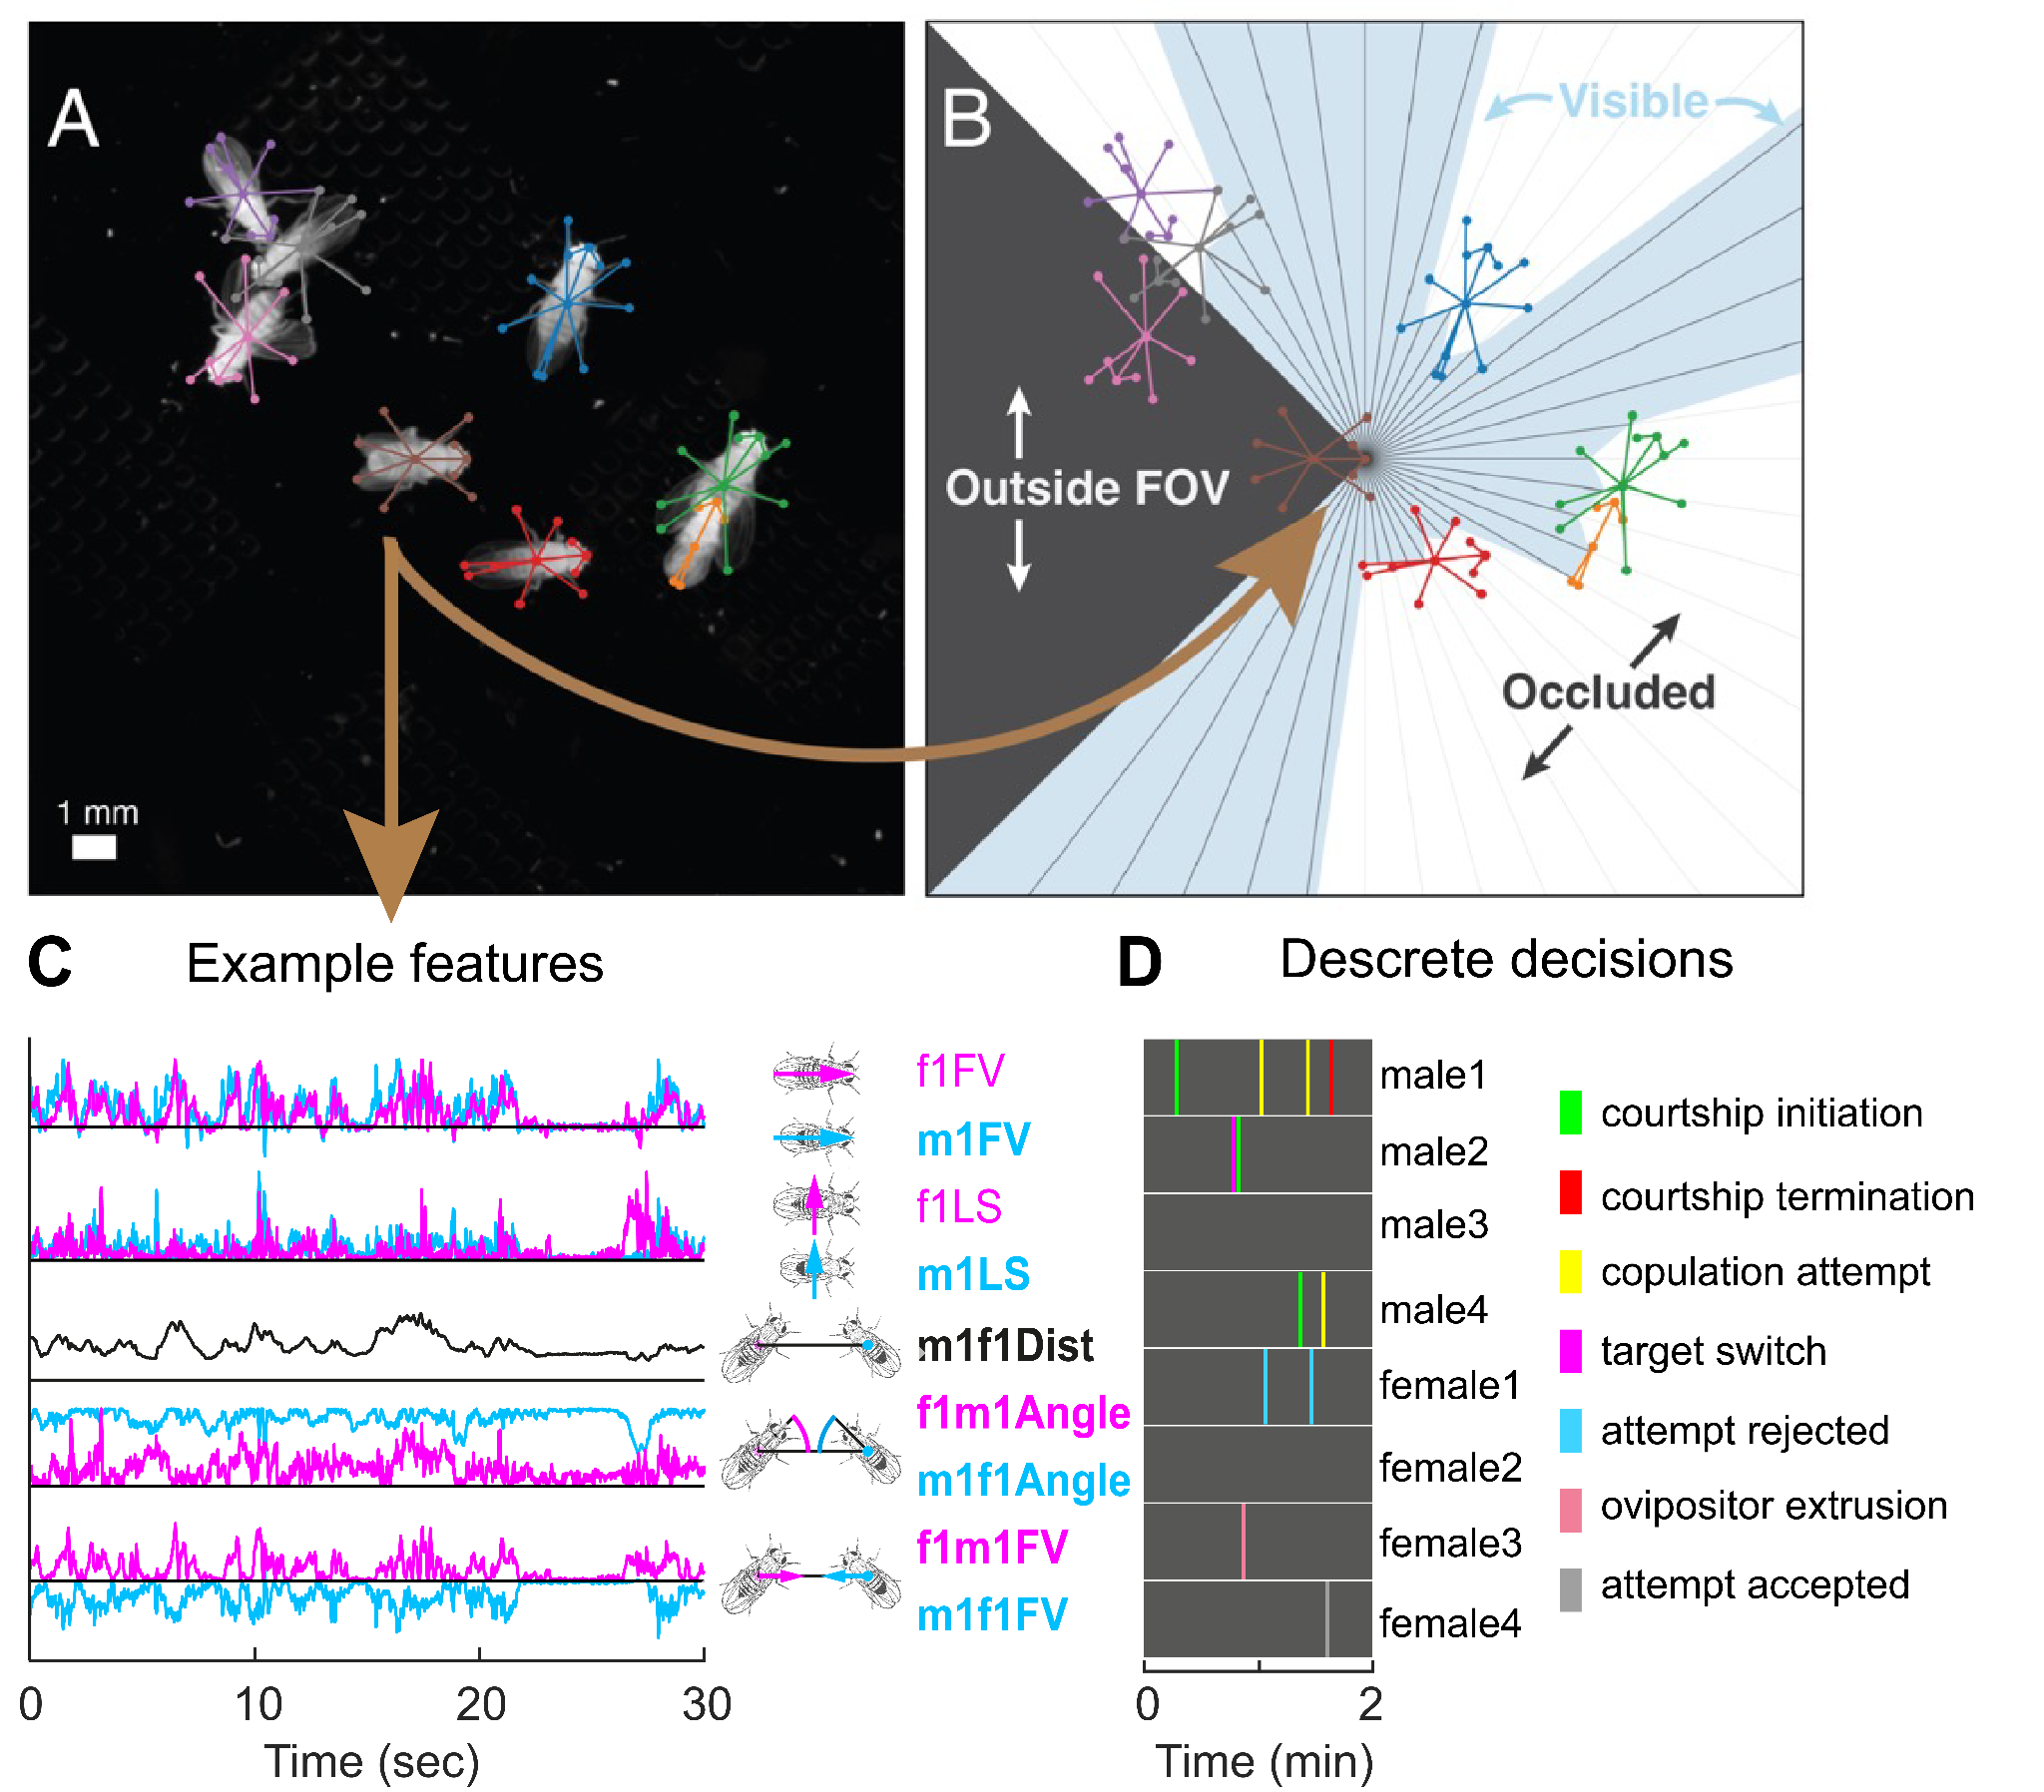 A
1 mm
B
Visible
Outside FOV
Occluded
C
Example features
f1FV
m1FV
f1LS
m1LS
m1f1Dist
f1m1Angle
m1f1Angle
f1m1FV
m1f1FV
0 10 20 30
Time (sec)
D
Descrete decisions
male1
male2
male3
male4
female1
female2
female3
female4
0 2
Time (min)
courtship initiation
courtship termination
copulation attempt
target switch
attempt rejected
ovipositor extrusion
attempt accepted